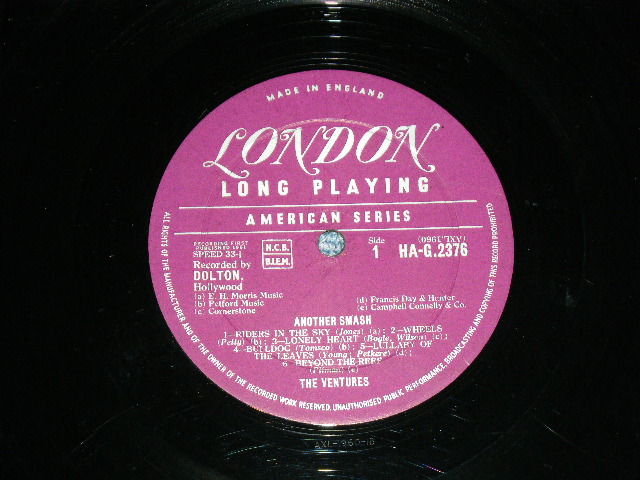 MADE IN ENGLAND
LONDON
LONG PLAYING
AMERICAN SERIES
RECORDING FIRST
PUBLISHED 1961
SPEED 33⅓
N.C.B.
B.I.E.M.
Side
1
(VXL.1960)
HA-G.2376
Recorded by
DOLTON,
Hollywood
(a) E. H. Morris Music
(b) Petford Music
(c) Cornerstone
(d) Francis Day & Hunter
(e) Campbell Connelly & Co.
ANOTHER SMASH
1—RIDERS IN THE SKY (Jones) (a); 2—WHEELS
(Petty) (b); 3—LONELY HEART (Bogle, Wilson) (c);
4—BULLDOG (Tomsco) (b); 5—LULLABY OF
THE LEAVES (Young; Petkere) (d);
6 BEYOND THE REEF
(Pitman) (e)
THE VENTURES
ALL RIGHTS OF THE MANUFACTURER AND OF THE OWNER OF THE RECORDED WORK RESERVED. UNAUTHORISED PUBLIC PERFORMANCE, BROADCASTING AND COPYING OF THIS RECORD PROHIBITED